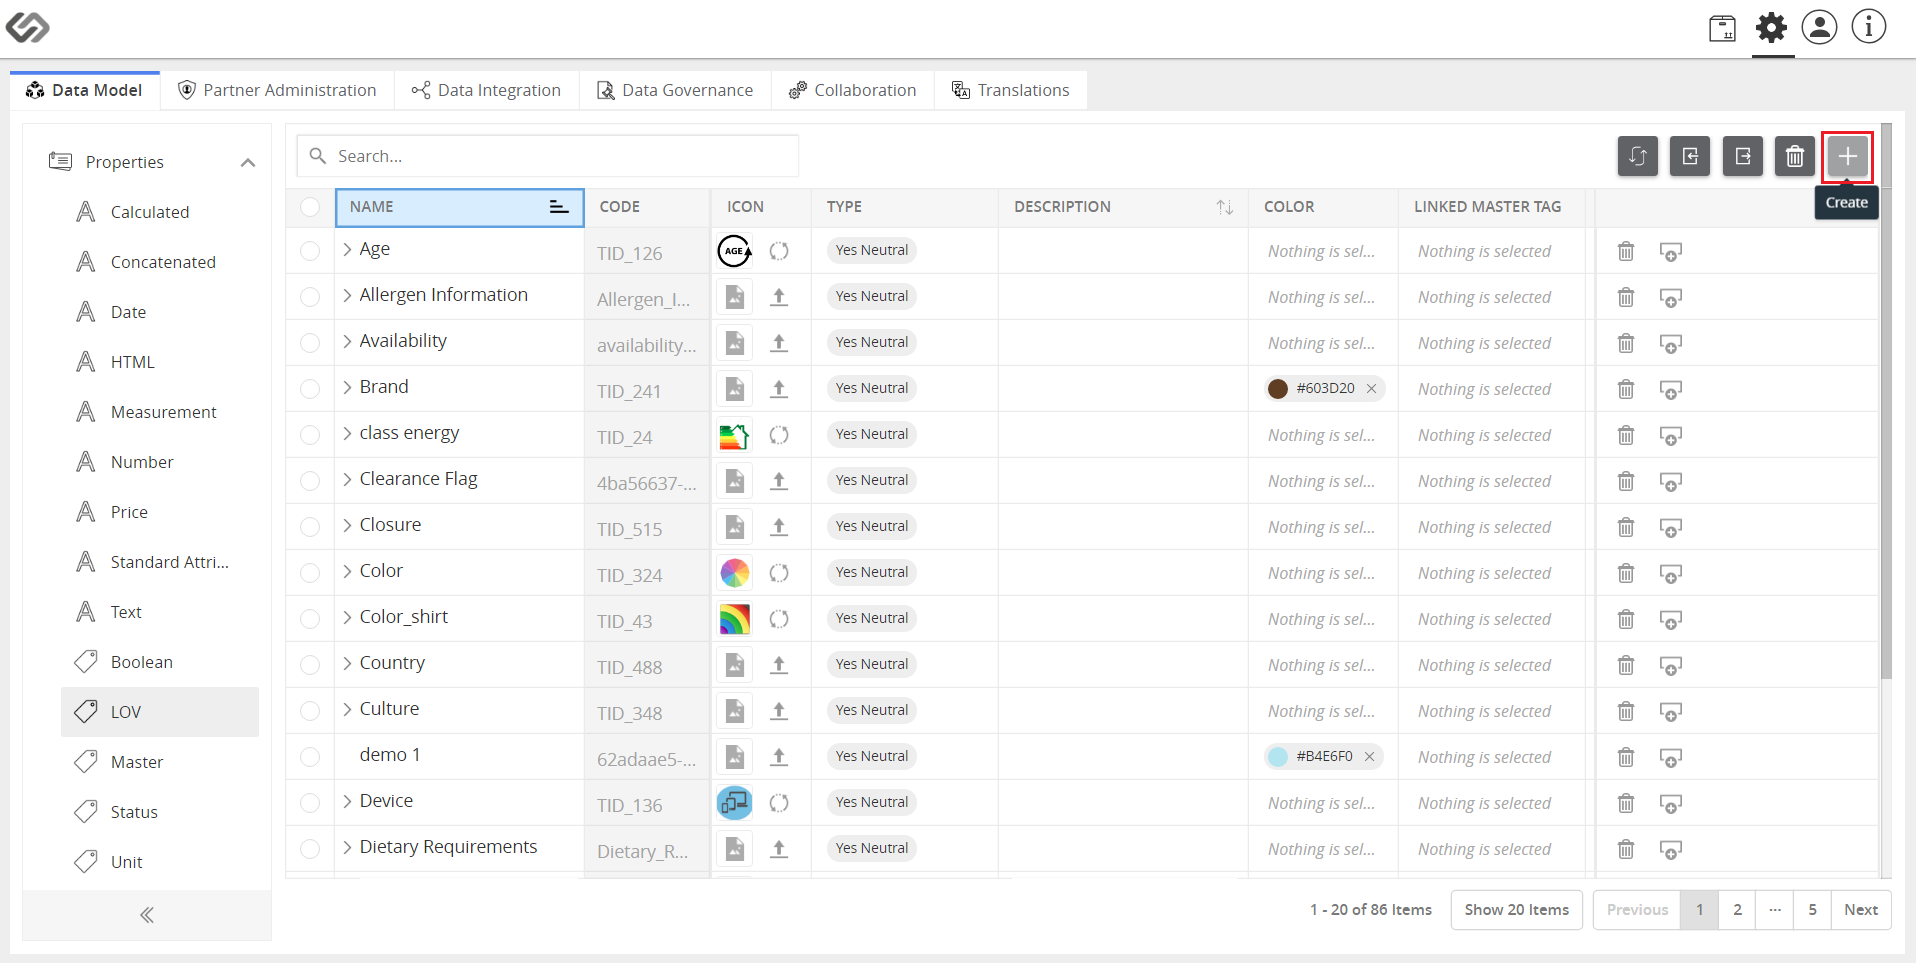 Data Model Partner Administration Data Integration Data Governance Collaboration Translations
Properties
Calculated
Concatenated
Date
HTML
Measurement
Number
Price
Standard Attri...
Text
Boolean
LOV
Master
Status
Unit
Search...
Create
NAME CODE ICON TYPE DESCRIPTION COLOR LINKED MASTER TAG
Age TID_126 AGE Yes Neutral Nothing is sel... Nothing is selected
Allergen Information Allergen_I... Yes Neutral Nothing is sel... Nothing is selected
Availability availability... Yes Neutral Nothing is sel... Nothing is selected
Brand TID_241 Yes Neutral #603D20 Nothing is selected
class energy TID_24 Yes Neutral Nothing is sel... Nothing is selected
Clearance Flag 4ba56637-... Yes Neutral Nothing is sel... Nothing is selected
Closure TID_515 Yes Neutral Nothing is sel... Nothing is selected
Color TID_324 Yes Neutral Nothing is sel... Nothing is selected
Color_shirt TID_43 Yes Neutral Nothing is sel... Nothing is selected
Country TID_488 Yes Neutral Nothing is sel... Nothing is selected
Culture TID_348 Yes Neutral Nothing is sel... Nothing is selected
demo 1 62adaae5-... Yes Neutral #B4E6F0 Nothing is selected
Device TID_136 Yes Neutral Nothing is sel... Nothing is selected
Dietary Requirements Dietary_R... Yes Neutral Nothing is sel... Nothing is selected
1 - 20 of 86 Items Show 20 Items Previous 1 2 ... 5 Next